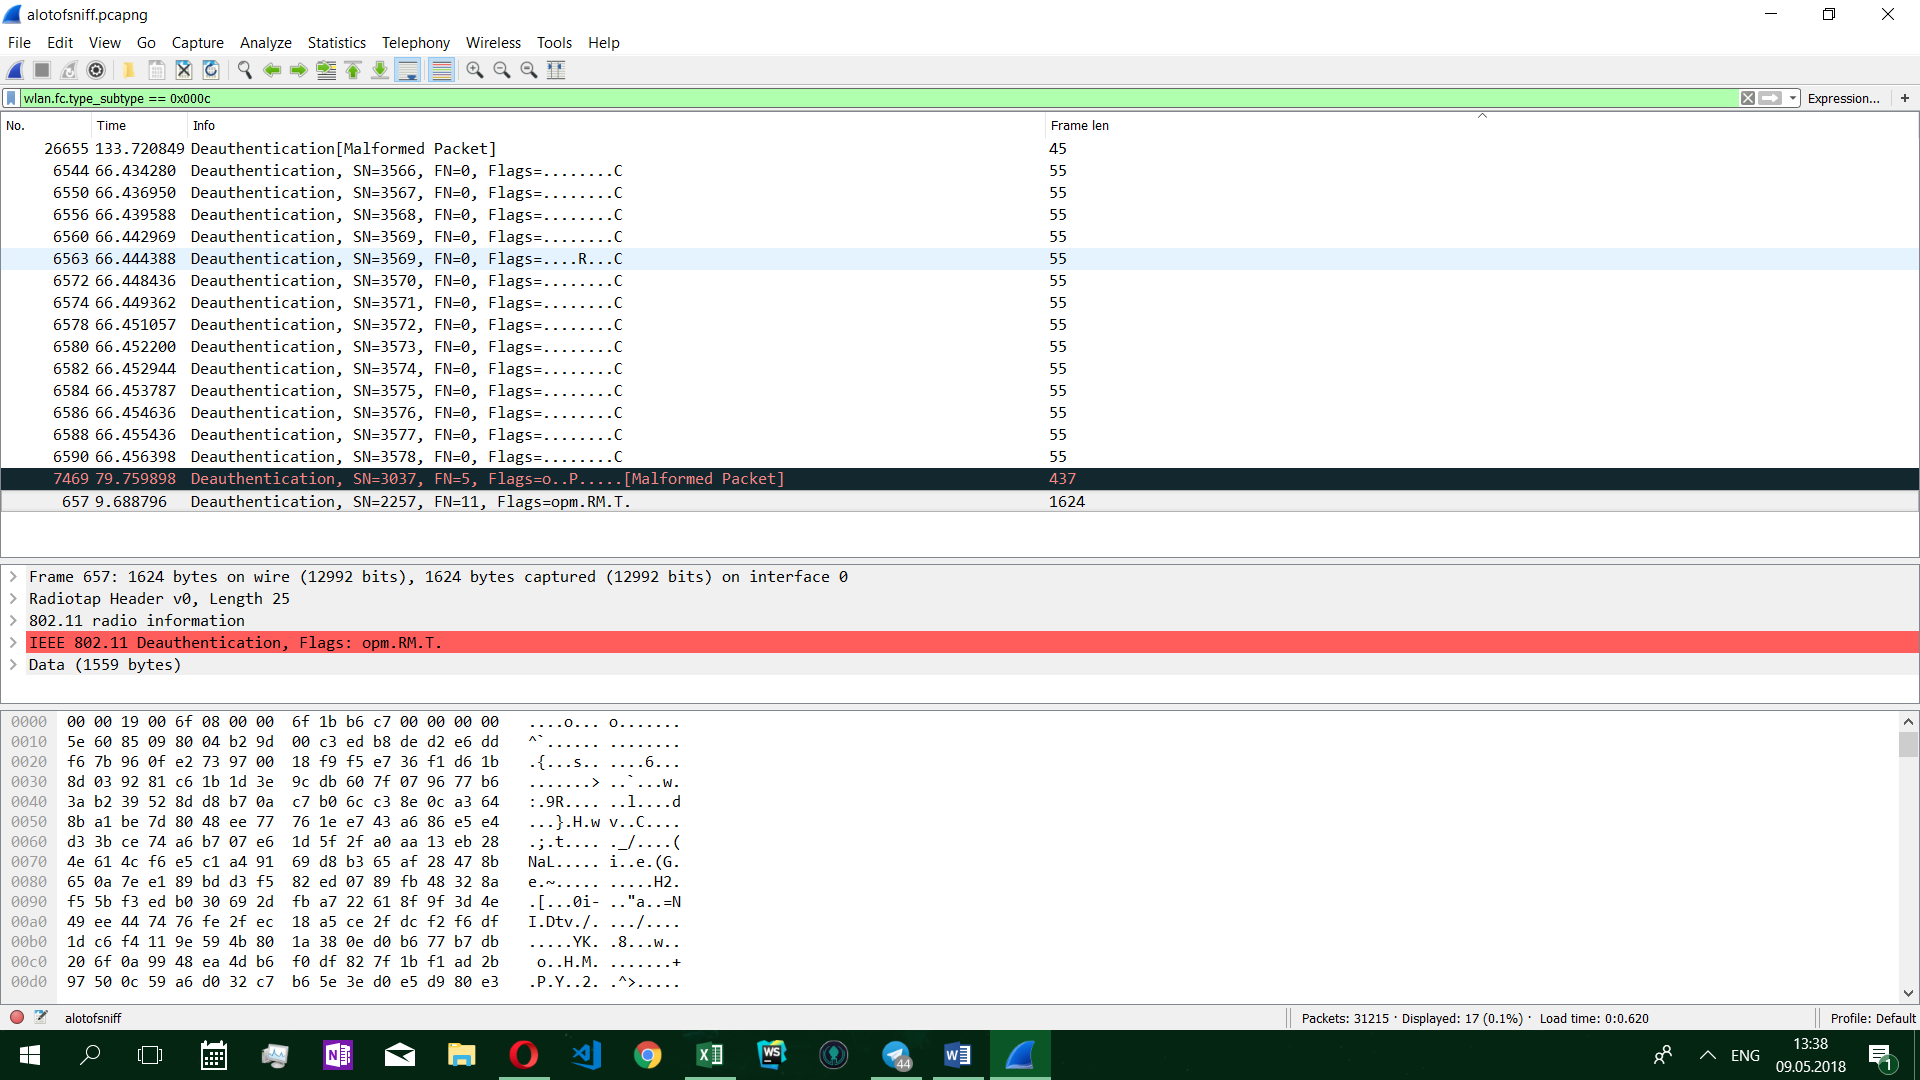 alotofsniff.pcapng
File Edit View Go Capture Analyze Statistics Telephony Wireless Tools Help
wlan.fc.type_subtype == 0x000c Expression... +
No. Time Info Frame len
26655 133.720849 Deauthentication[Malformed Packet] 45
6544 66.434280 Deauthentication, SN=3566, FN=0, Flags=........C 55
6550 66.436950 Deauthentication, SN=3567, FN=0, Flags=........C 55
6556 66.439588 Deauthentication, SN=3568, FN=0, Flags=........C 55
6560 66.442969 Deauthentication, SN=3569, FN=0, Flags=........C 55
6563 66.444388 Deauthentication, SN=3569, FN=0, Flags=....R...C 55
6572 66.448436 Deauthentication, SN=3570, FN=0, Flags=........C 55
6574 66.449362 Deauthentication, SN=3571, FN=0, Flags=........C 55
6578 66.451057 Deauthentication, SN=3572, FN=0, Flags=........C 55
6580 66.452200 Deauthentication, SN=3573, FN=0, Flags=........C 55
6582 66.452944 Deauthentication, SN=3574, FN=0, Flags=........C 55
6584 66.453787 Deauthentication, SN=3575, FN=0, Flags=........C 55
6586 66.454636 Deauthentication, SN=3576, FN=0, Flags=........C 55
6588 66.455436 Deauthentication, SN=3577, FN=0, Flags=........C 55
6590 66.456398 Deauthentication, SN=3578, FN=0, Flags=........C 55
7469 79.759898 Deauthentication, SN=3037, FN=5, Flags=o..P.....[Malformed Packet] 437
657 9.688796 Deauthentication, SN=2257, FN=11, Flags=opm.RM.T. 1624
Frame 657: 1624 bytes on wire (12992 bits), 1624 bytes captured (12992 bits) on interface 0
Radiotap Header v0, Length 25
802.11 radio information
IEEE 802.11 Deauthentication, Flags: opm.RM.T.
Data (1559 bytes)
0000 00 00 19 00 6f 08 00 00 6f 1b b6 c7 00 00 00 00 ....o... o.......
0010 5e 60 85 09 80 04 b2 9d 00 c3 ed b8 de d2 e6 dd ^`...... ........
0020 f6 7b 96 0f e2 73 97 00 18 f9 f5 e7 36 f1 d6 1b .{...s.. ....6...
0030 8d 03 92 81 c6 1b 1d 3e 9c db 60 7f 07 96 77 b6 .......> ..`...w.
0040 3a b2 39 52 8d d8 b7 0a c7 b0 6c c3 8e 0c a3 64 :.9R.... ..l....d
0050 8b a1 be 7d 80 48 ee 77 76 1e e7 43 a6 86 e5 e4 ...}.H.w v..C....
0060 d3 3b ce 74 a6 b7 07 e6 1d 5f 2f a0 aa 13 eb 28 .;.t.... ._/....(
0070 4e 61 4c f6 e5 c1 a4 91 69 d8 b3 65 af 28 47 8b NaL..... i..e.(G.
0080 65 0a 7e e1 89 bd d3 f5 82 ed 07 89 fb 48 32 8a e.~..... .....H2.
0090 f5 5b f3 ed b0 30 69 2d fb a7 22 61 8f 9f 3d 4e .[...0i- .."a..=N
00a0 49 ee 44 74 76 fe 2f ec 18 a5 ce 2f dc f2 f6 df I.Dtv./. .../....
00b0 1d c6 f4 11 9e 59 4b 80 1a 38 0e d0 b6 77 b7 db .....YK. .8...w..
00c0 20 6f 0a 99 48 ea 4d b6 f0 df 82 7f 1b f1 ad 2b o..H.M. .......+
00d0 97 50 0c 59 a6 d0 32 c7 b6 5e 3e d0 e5 d9 80 e3 .P.Y..2. .^>.....
alotofsniff Packets: 31215 · Displayed: 17 (0.1%) · Load time: 0:0.620 Profile: Default
N WS 44 W ENG 13:38
09.05.2018 1